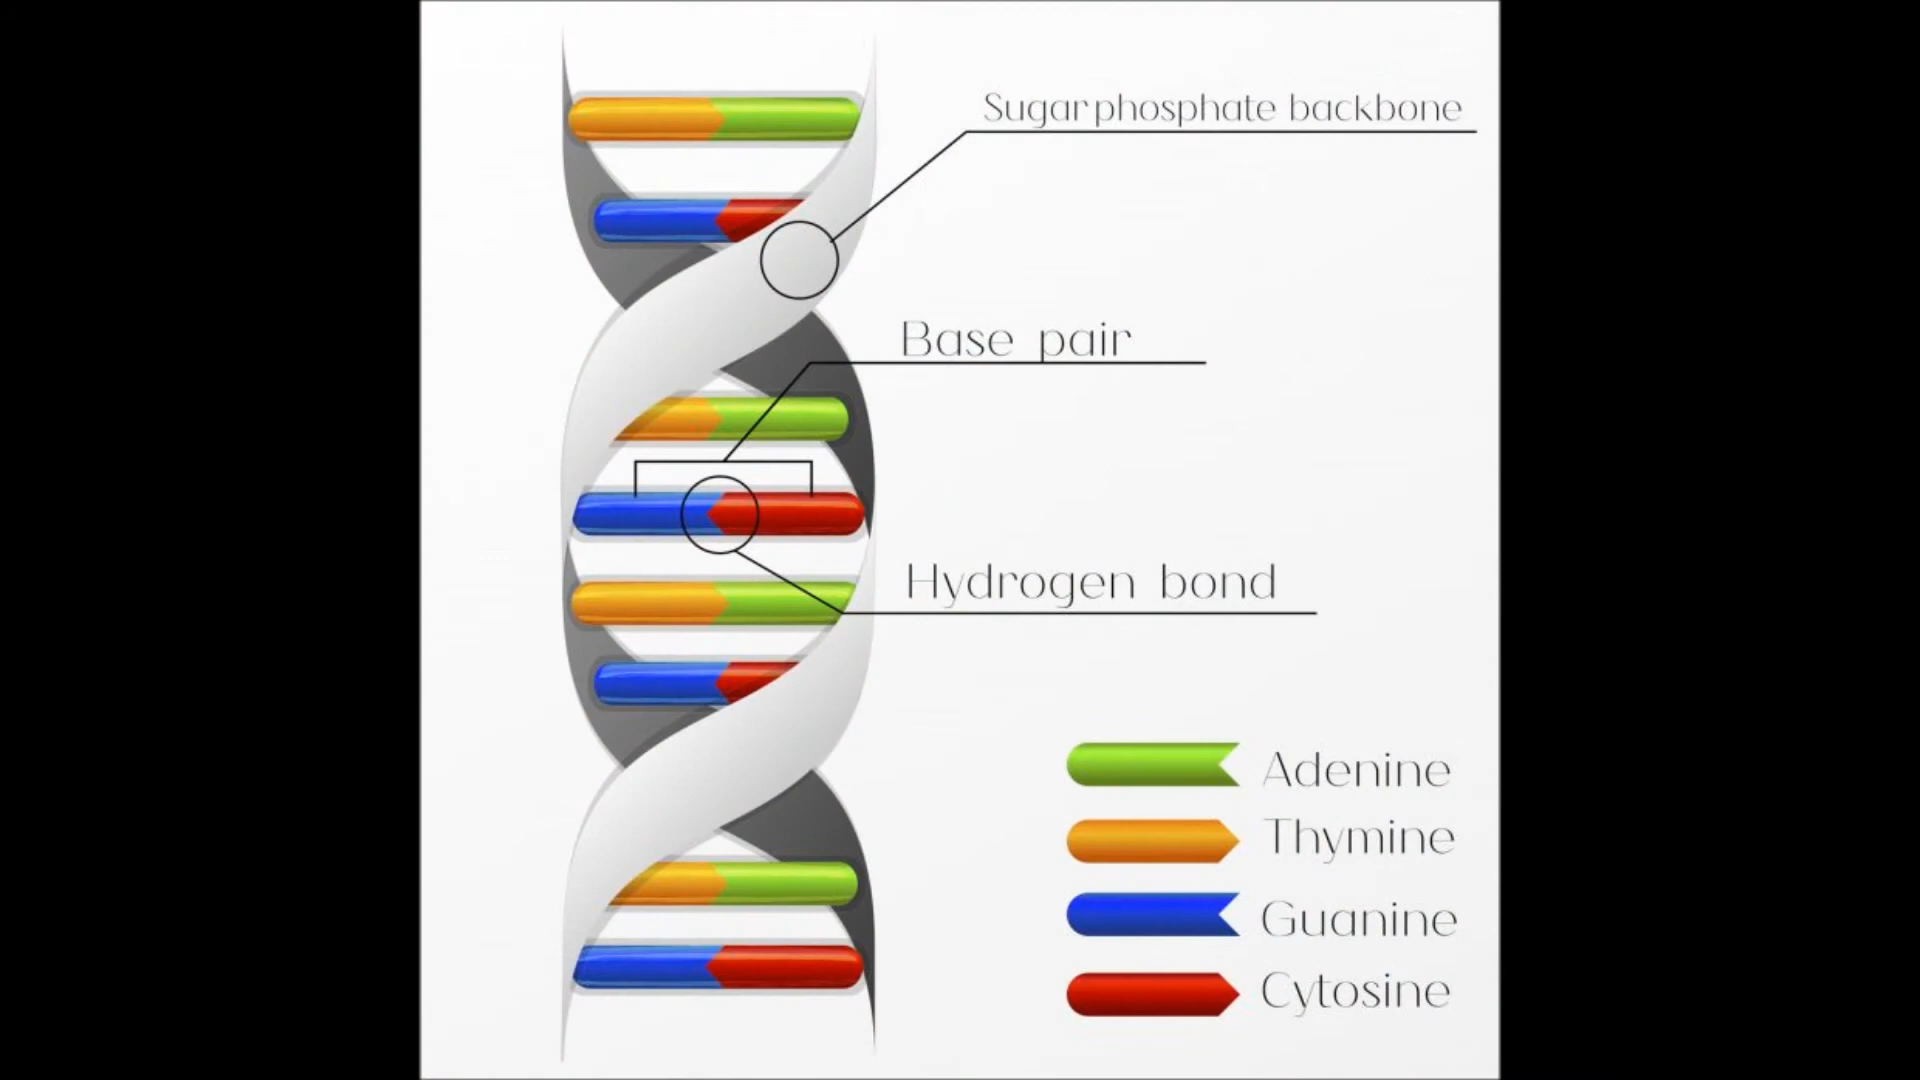 Sugar phosphate backbone
Base pair
Hydrogen bond
Adenine
Thymine
Guanine
Cytosine